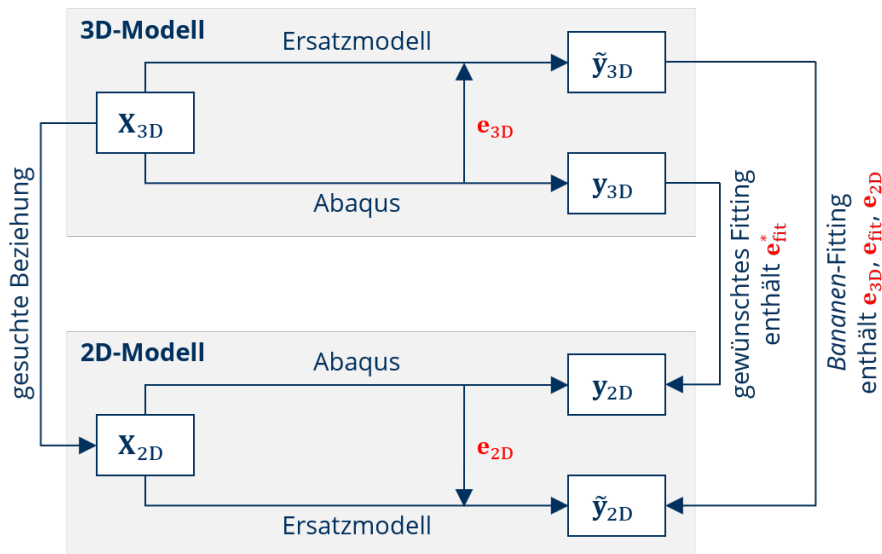 3D-Modell
Ersatzmodell
ỹ3D
X3D
e3D
y3D
Abaqus
gesuchte Beziehung
gewünschtes Fitting
enthält e*fit
Bananen-Fitting
enthält e3D, efit, e2D
2D-Modell
Abaqus
y2D
X2D
e2D
ỹ2D
Ersatzmodell